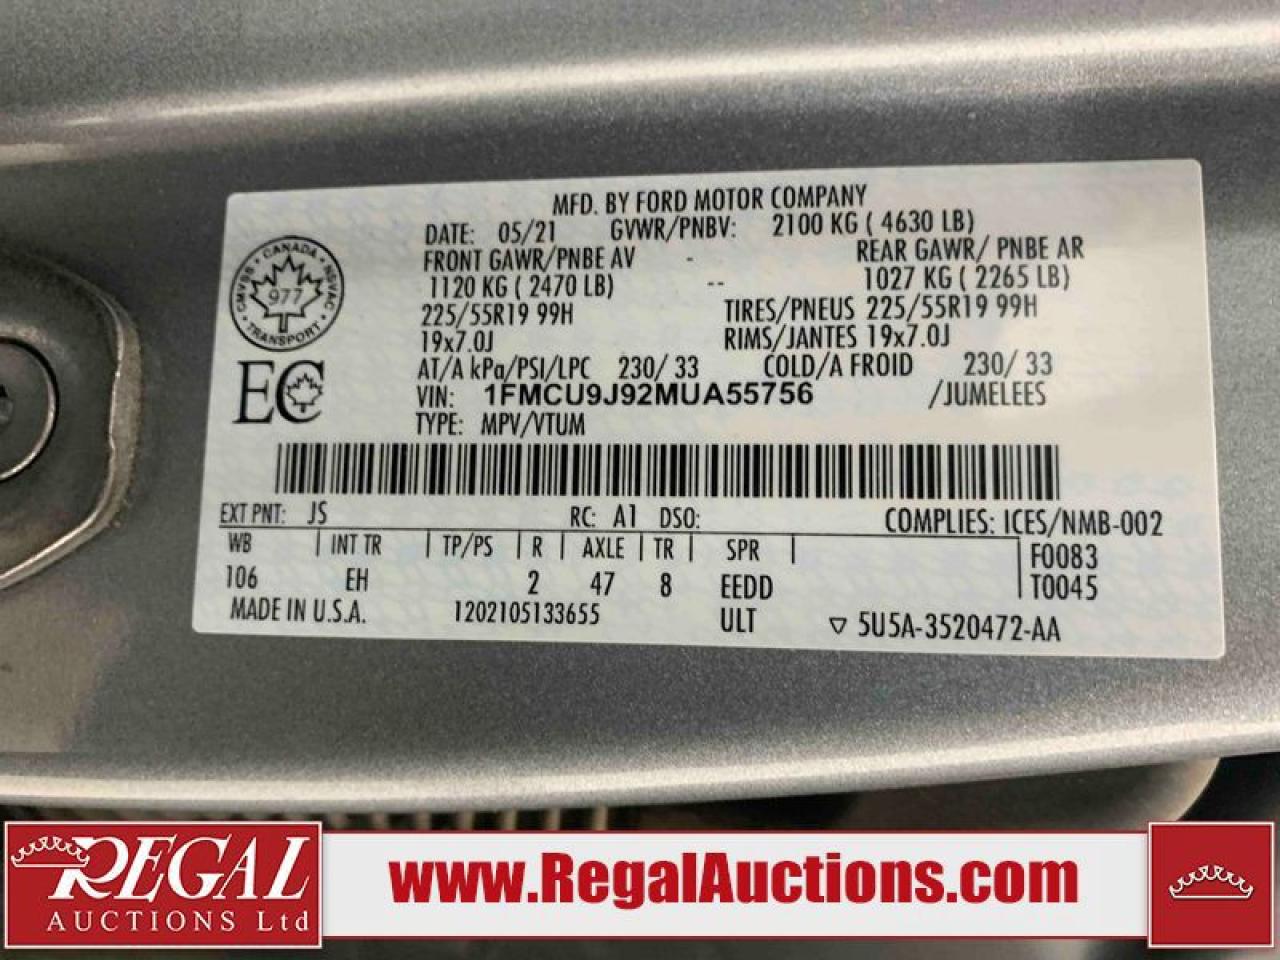 MFD. BY FORD MOTOR COMPANY
DATE: 05/21 GVWR/PNBV: 2100 KG ( 4630 LB)
FRONT GAWR/PNBE AV - REAR GAWR/ PNBE AR
1120 KG ( 2470 LB) -- 1027 KG ( 2265 LB)
225/55R19 99H TIRES/PNEUS 225/55R19 99H
19x7.0J RIMS/JANTES 19x7.0J
AT/A kPa/PSI/LPC 230/ 33 COLD/A FROID 230/ 33
VIN: 1FMCU9J92MUA55756 /JUMELEES
TYPE: MPV/VTUM
CANADA
CMVSS NSVAC
977
TRANSPORT
EC
EXT PNT: JS RC: A1 DSO: COMPLIES: ICES/NMB-002
WB INT TR TP/PS R AXLE TR SPR F0083
106 EH 2 47 8 EEDD T0045
MADE IN U.S.A. 1202105133655 ULT ▽ 5U5A-3520472-AA
REGAL
AUCTIONS Ltd
www.RegalAuctions.com